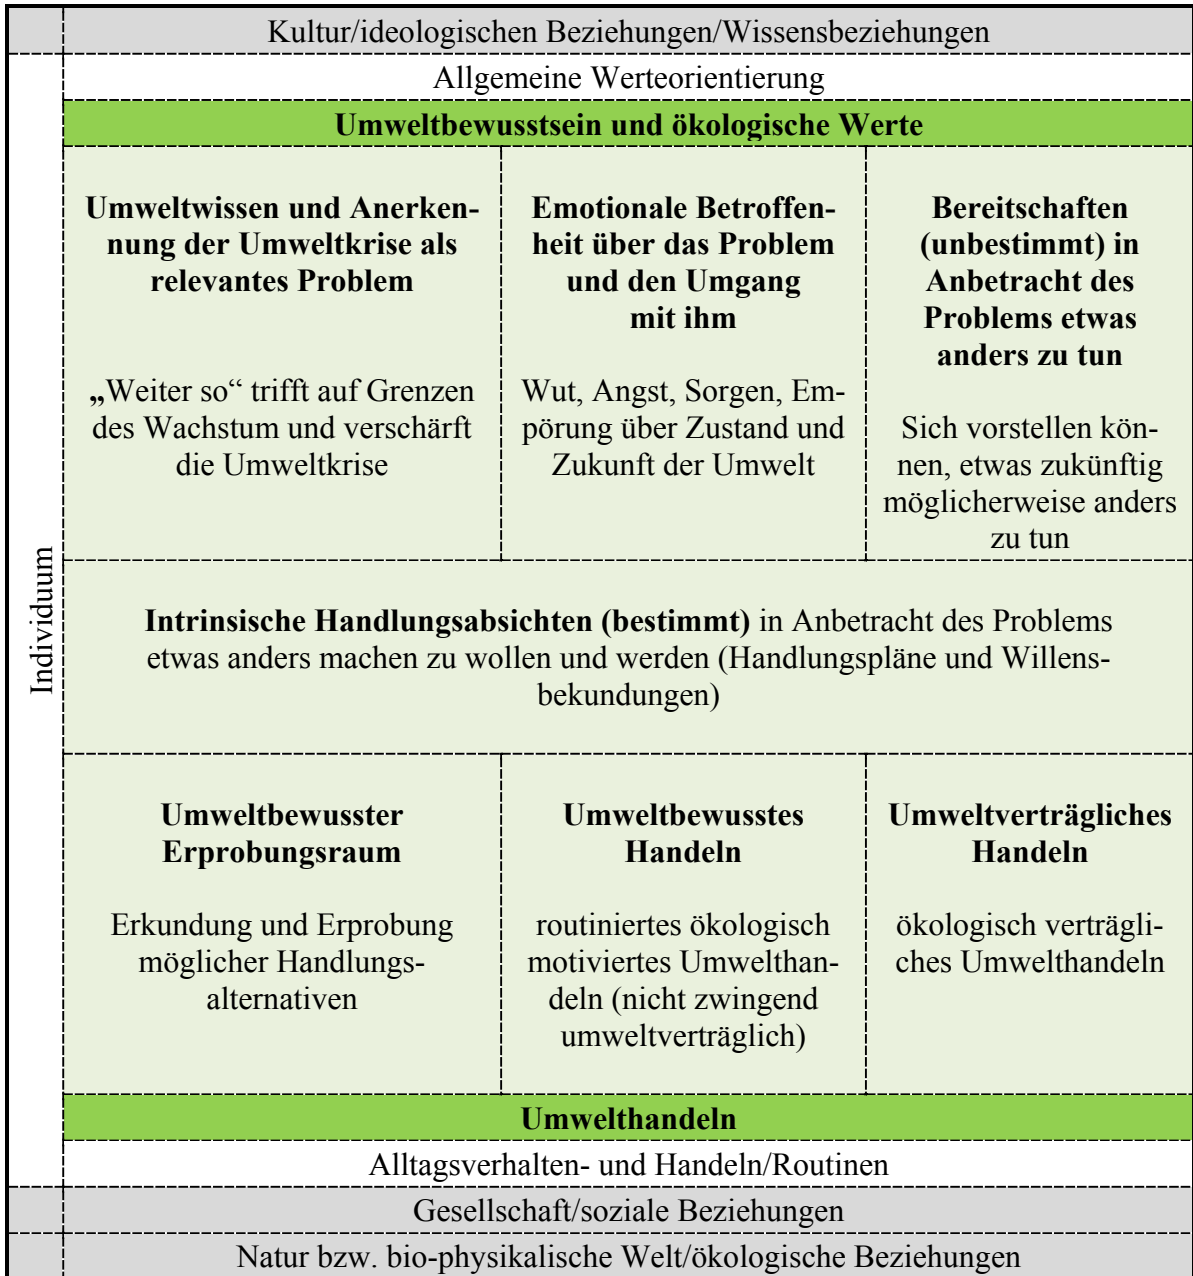 Kultur/ideologischen Beziehungen/Wissensbeziehungen
Allgemeine Werteorientierung
Umweltbewusstsein und ökologische Werte
Individuum
Umweltwissen und Anerken-
nung der Umweltkrise als
relevantes Problem
„Weiter so“ trifft auf Grenzen
des Wachstum und verschärft
die Umweltkrise
Emotionale Betroffen-
heit über das Problem
und den Umgang
mit ihm
Wut, Angst, Sorgen, Em-
pörung über Zustand und
Zukunft der Umwelt
Bereitschaften
(unbestimmt) in
Anbetracht des
Problems etwas
anders zu tun
Sich vorstellen kön-
nen, etwas zukünftig
möglicherweise anders
zu tun
Intrinsische Handlungsabsichten (bestimmt) in Anbetracht des Problems
etwas anders machen zu wollen und werden (Handlungspläne und Willens-
bekundungen)
Umweltbewusster
Erprobungsraum
Erkundung und Erprobung
möglicher Handlungs-
alternativen
Umweltbewusstes
Handeln
routiniertes ökologisch
motiviertes Umwelthan-
deln (nicht zwingend
umweltverträglich)
Umweltverträgliches
Handeln
ökologisch verträgli-
ches Umwelthandeln
Umwelthandeln
Alltagsverhalten- und Handeln/Routinen
Gesellschaft/soziale Beziehungen
Natur bzw. bio-physikalische Welt/ökologische Beziehungen